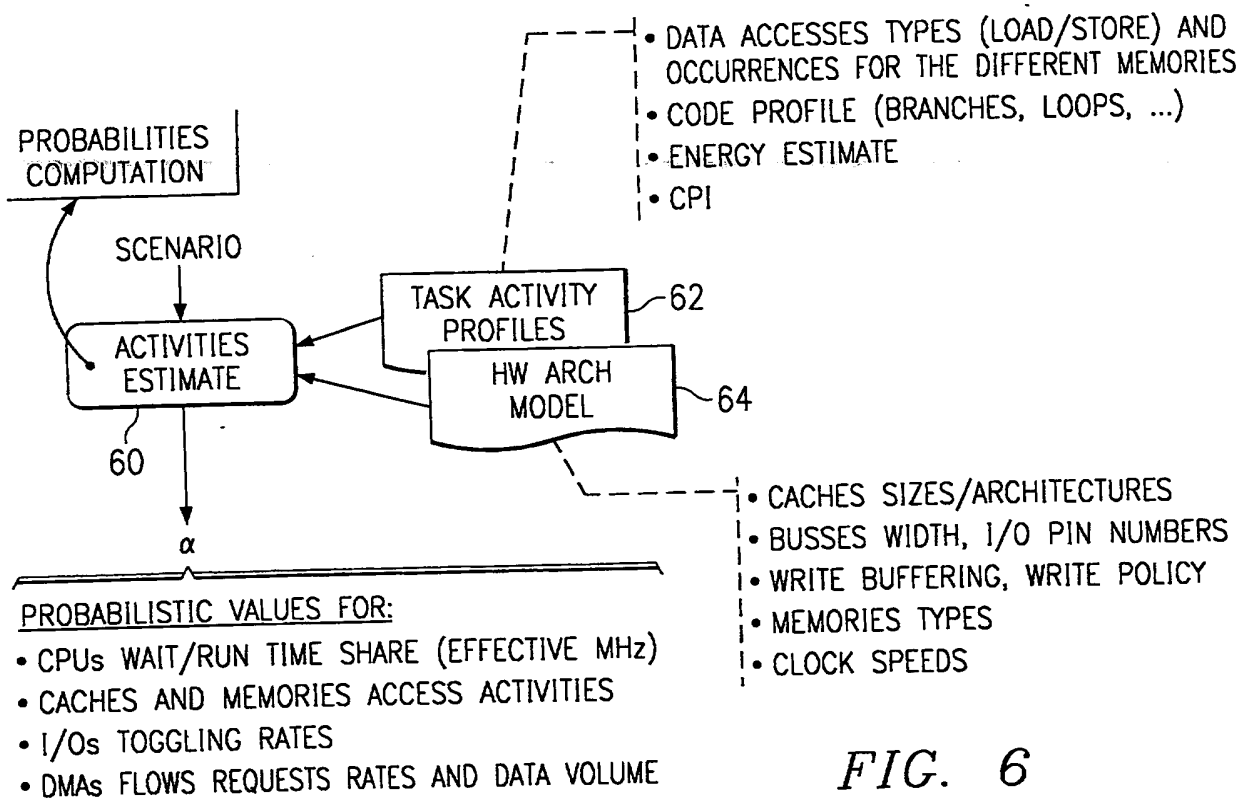 • DATA ACCESSES TYPES (LOAD/STORE) AND
OCCURRENCES FOR THE DIFFERENT MEMORIES
• CODE PROFILE (BRANCHES, LOOPS, ...)
• ENERGY ESTIMATE
• CPI
PROBABILITIES
COMPUTATION
SCENARIO
TASK ACTIVITY
PROFILES
62
ACTIVITIES
ESTIMATE
60
HW ARCH
MODEL
64
• CACHES SIZES/ARCHITECTURES
• BUSSES WIDTH, I/O PIN NUMBERS
• WRITE BUFFERING, WRITE POLICY
• MEMORIES TYPES
• CLOCK SPEEDS
α
PROBABILISTIC VALUES FOR:
• CPUs WAIT/RUN TIME SHARE (EFFECTIVE MHz)
• CACHES AND MEMORIES ACCESS ACTIVITIES
• I/Os TOGGLING RATES
• DMAs FLOWS REQUESTS RATES AND DATA VOLUME
FIG. 6